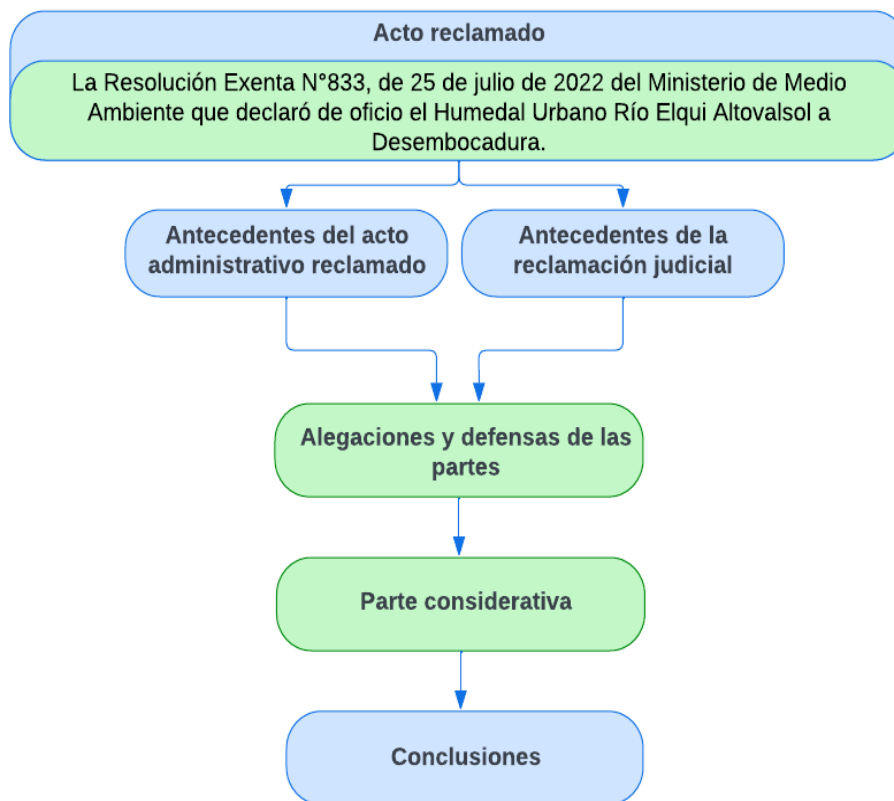 Acto reclamado
La Resolución Exenta N°833, de 25 de julio de 2022 del Ministerio de Medio
Ambiente que declaró de oficio el Humedal Urbano Río Elqui Altovalsol a
Desembocadura.
Antecedentes del acto
administrativo reclamado
Antecedentes de la
reclamación judicial
Alegaciones y defensas de las
partes
Parte considerativa
Conclusiones